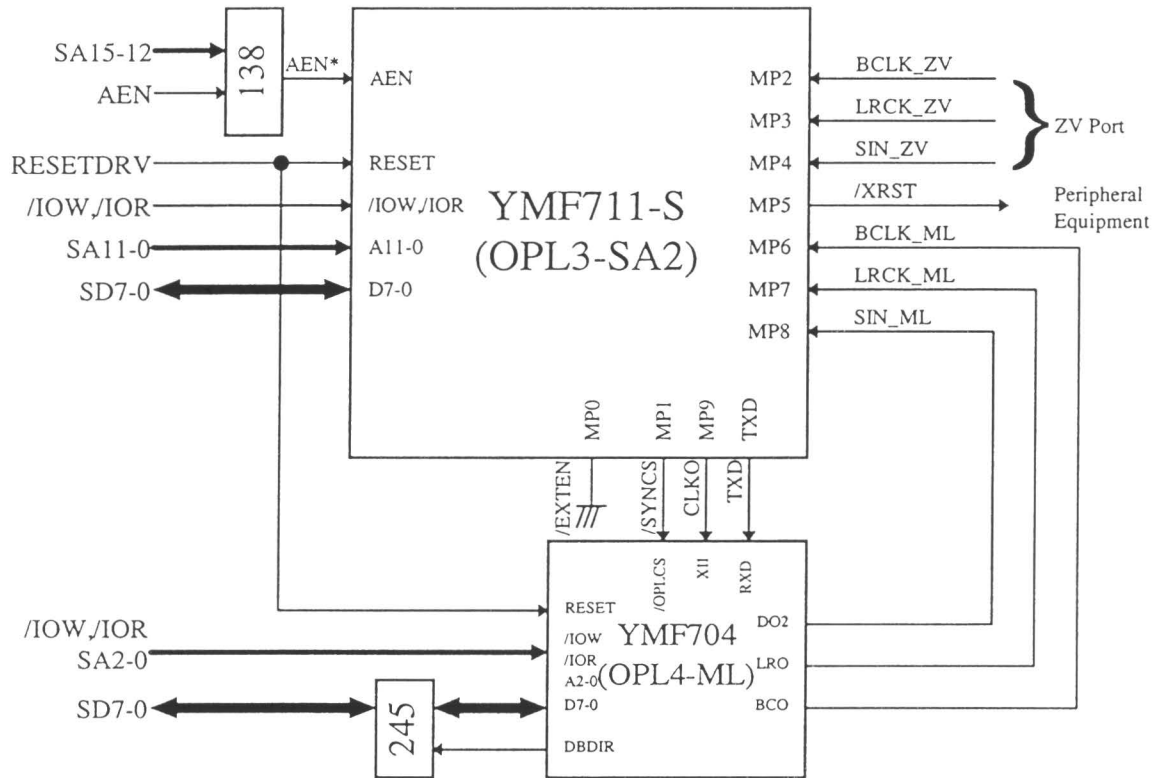 SA15-12
AEN
138
AEN*
AEN
RESETDRV
RESET
/IOW,/IOR
/IOW,/IOR
SA11-0
A11-0
SD7-0
D7-0
YMF711-S
(OPL3-SA2)
MP2
BCLK_ZV
MP3
LRCK_ZV
MP4
SIN_ZV
ZV Port
MP5
/XRST
Peripheral
Equipment
MP6
BCLK_ML
MP7
LRCK_ML
MP8
SIN_ML
MP0
MP1
MP9
TXD
/EXTEN
/SYNCS
CLKO
TXD
/OPLCS
XII
RXD
RESET
/IOW
/IOR
A2-0
D7-0
DBDIR
YMF704
(OPL4-ML)
DO2
LRO
BCO
/IOW,/IOR
SA2-0
SD7-0
245